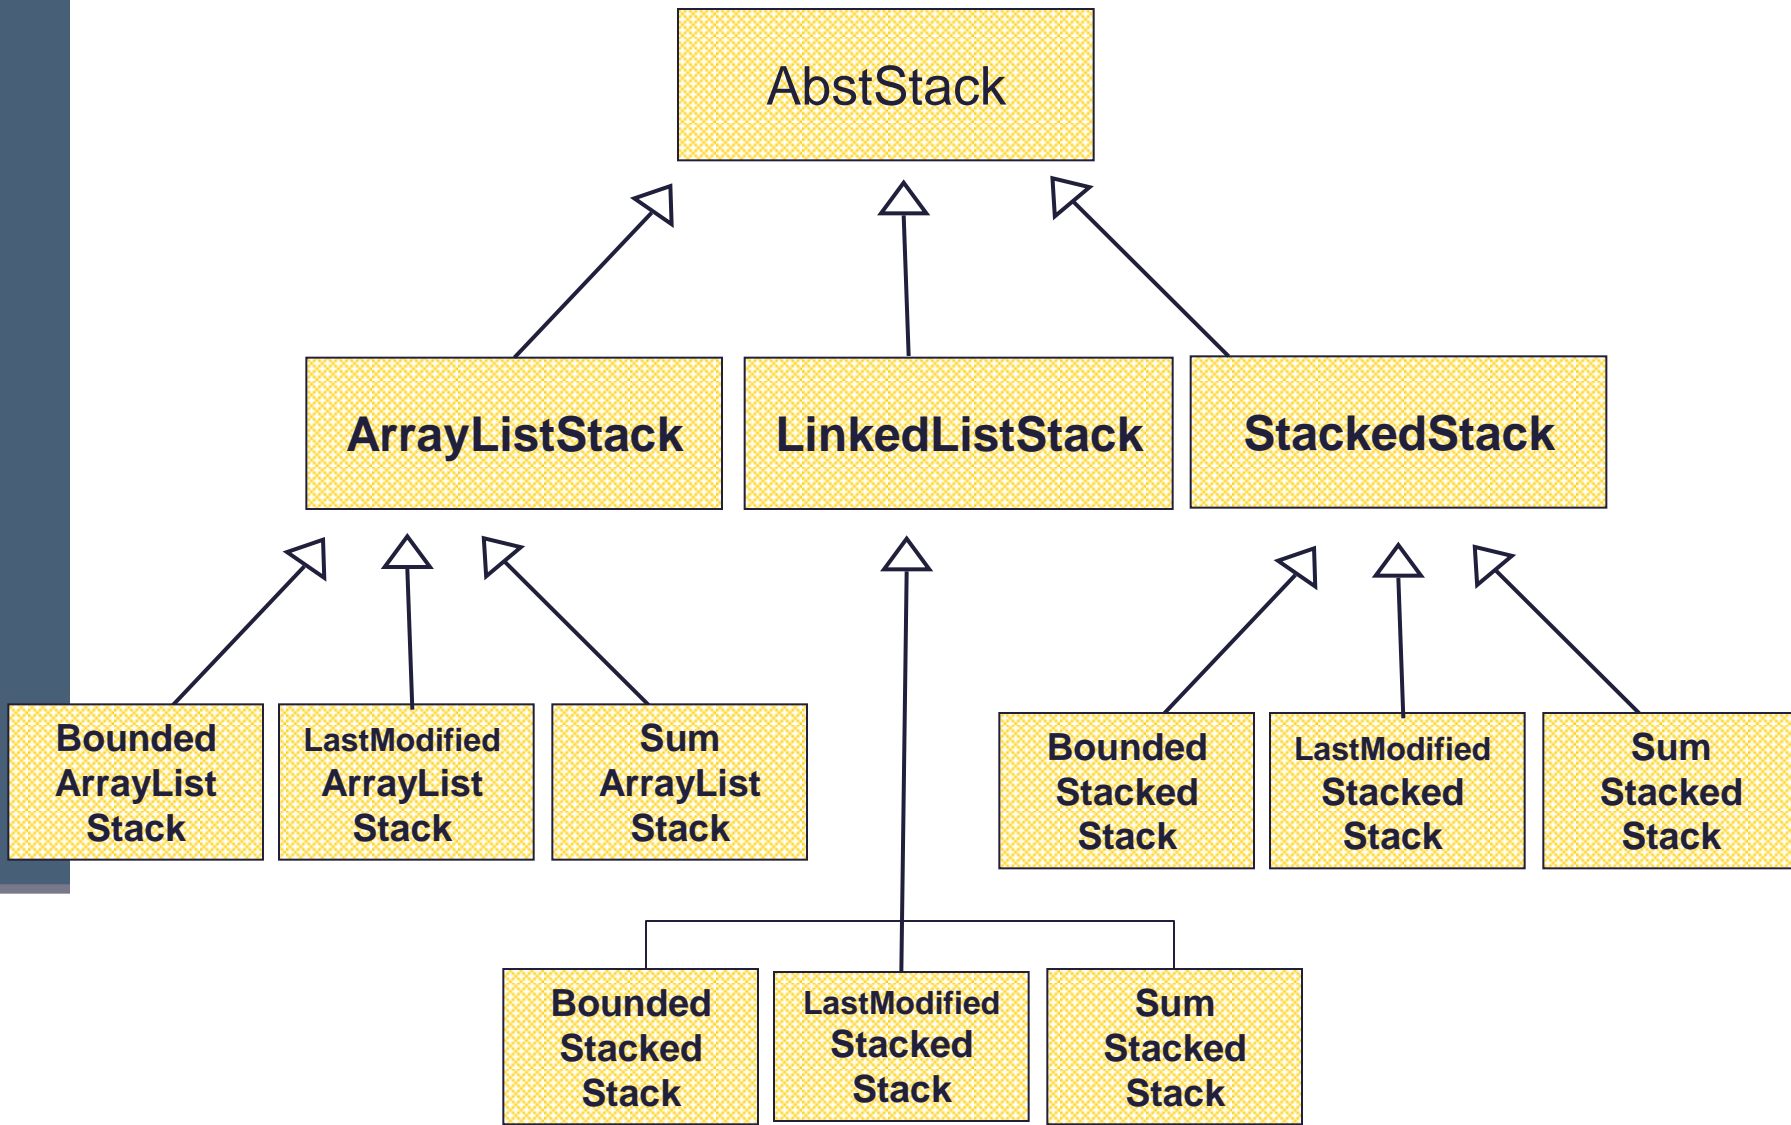 AbstStack
ArrayListStack
LinkedListStack
StackedStack
Bounded
ArrayList
Stack
LastModified
ArrayList
Stack
Sum
ArrayList
Stack
Bounded
Stacked
Stack
LastModified
Stacked
Stack
Sum
Stacked
Stack
Bounded
Stacked
Stack
LastModified
Stacked
Stack
Sum
Stacked
Stack